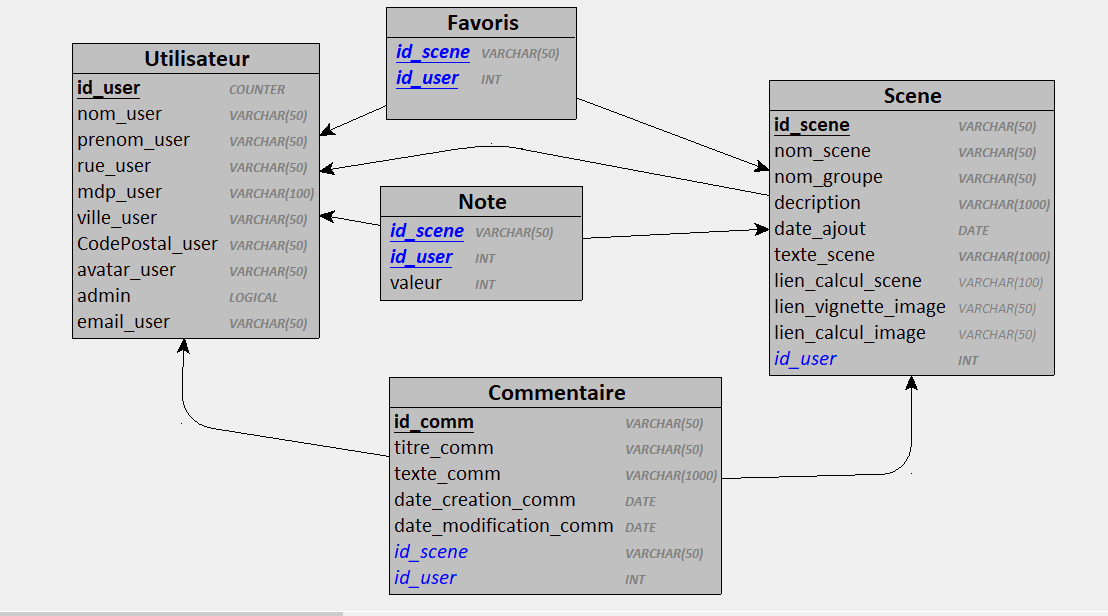 Favoris
id_scene VARCHAR(50)
id_user INT
Utilisateur
id_user COUNTER
nom_user VARCHAR(50)
prenom_user VARCHAR(50)
rue_user VARCHAR(50)
mdp_user VARCHAR(100)
ville_user VARCHAR(50)
CodePostal_user VARCHAR(50)
avatar_user VARCHAR(50)
admin LOGICAL
email_user VARCHAR(50)
Note
id_scene VARCHAR(50)
id_user INT
valeur INT
Scene
id_scene VARCHAR(50)
nom_scene VARCHAR(50)
nom_groupe VARCHAR(50)
decription VARCHAR(1000)
date_ajout DATE
texte_scene VARCHAR(1000)
lien_calcul_scene VARCHAR(100)
lien_vignette_image VARCHAR(50)
lien_calcul_image VARCHAR(50)
id_user INT
Commentaire
id_comm VARCHAR(50)
titre_comm VARCHAR(50)
texte_comm VARCHAR(1000)
date_creation_comm DATE
date_modification_comm DATE
id_scene VARCHAR(50)
id_user INT